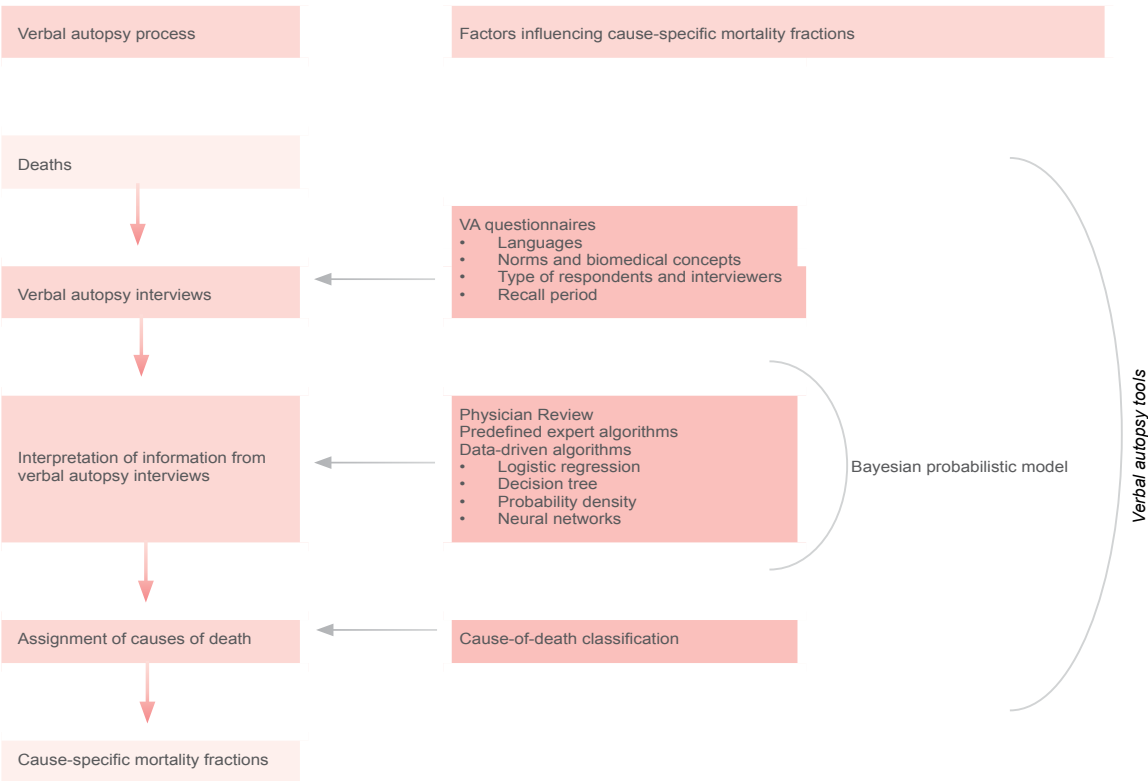 Verbal autopsy process
Factors influencing cause-specific mortality fractions
Deaths
VA questionnaires
• Languages
• Norms and biomedical concepts
• Type of respondents and interviewers
• Recall period
Verbal autopsy interviews
Physician Review
Predefined expert algorithms
Data-driven algorithms
• Logistic regression
• Decision tree
• Probability density
• Neural networks
Interpretation of information from
verbal autopsy interviews
Bayesian probabilistic model
Verbal autopsy tools
Assignment of causes of death
Cause-of-death classification
Cause-specific mortality fractions